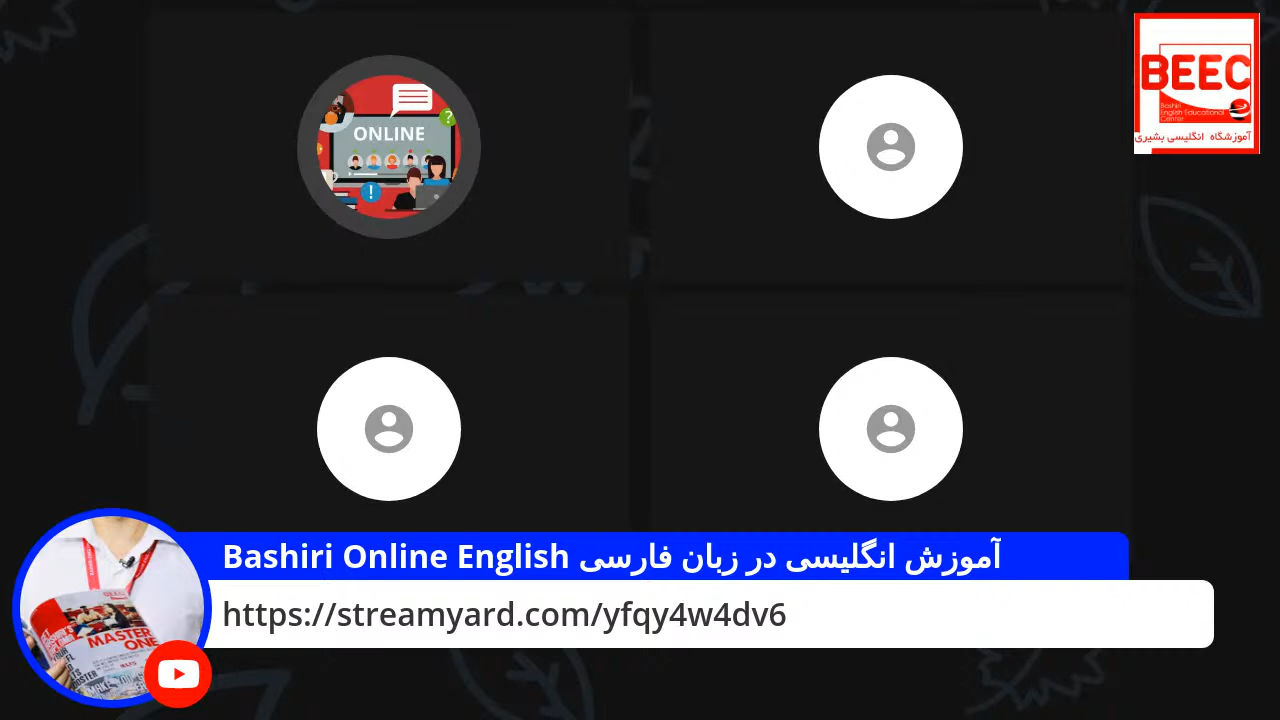 ONLINE
?
!
BEEC
Bashiri
English Educational
Center
آموزشگاه انگلیسی بشیری
Bashiri Online English آموزش انگلیسی در زبان فارسی
https://streamyard.com/yfqy4w4dv6
BEEC
MASTER
ONE